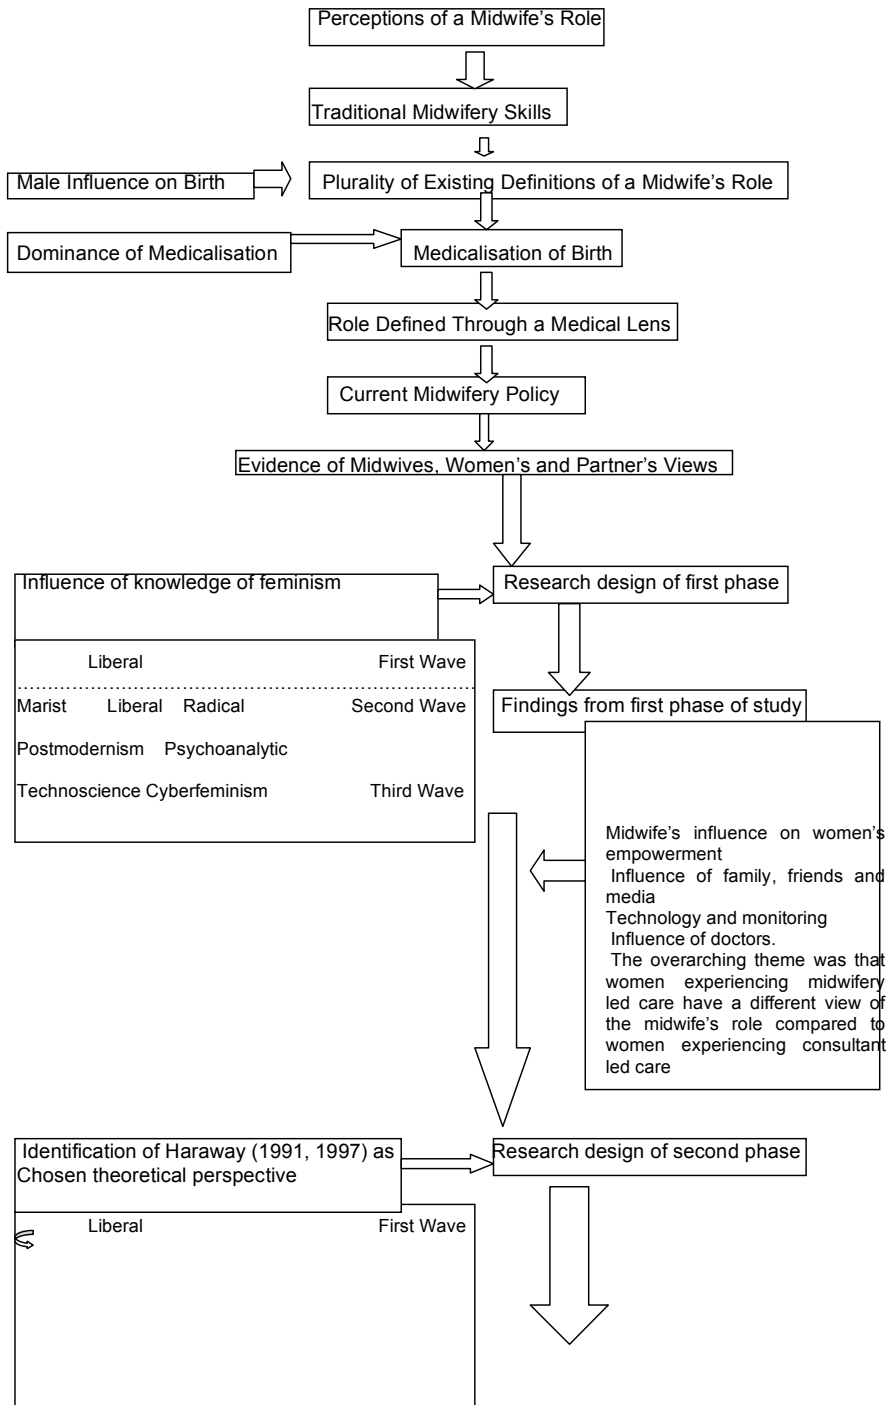 Perceptions of a Midwife's Role
Traditional Midwifery Skills
Male Influence on Birth
Plurality of Existing Definitions of a Midwife's Role
Dominance of Medicalisation
Medicalisation of Birth
Role Defined Through a Medical Lens
Current Midwifery Policy
Evidence of Midwives, Women's and Partner's Views
Influence of knowledge of feminism
Research design of first phase
Liberal First Wave
Marist Liberal Radical Second Wave
Postmodernism Psychoanalytic
Technoscience Cyberfeminism Third Wave
Findings from first phase of study
Midwife's influence on women's
empowerment
Influence of family, friends and
media
Technology and monitoring
Influence of doctors.
The overarching theme was that
women experiencing midwifery
led care have a different view of
the midwife's role compared to
women experiencing consultant
led care
Identification of Haraway (1991, 1997) as
Chosen theoretical perspective
Research design of second phase
Liberal First Wave